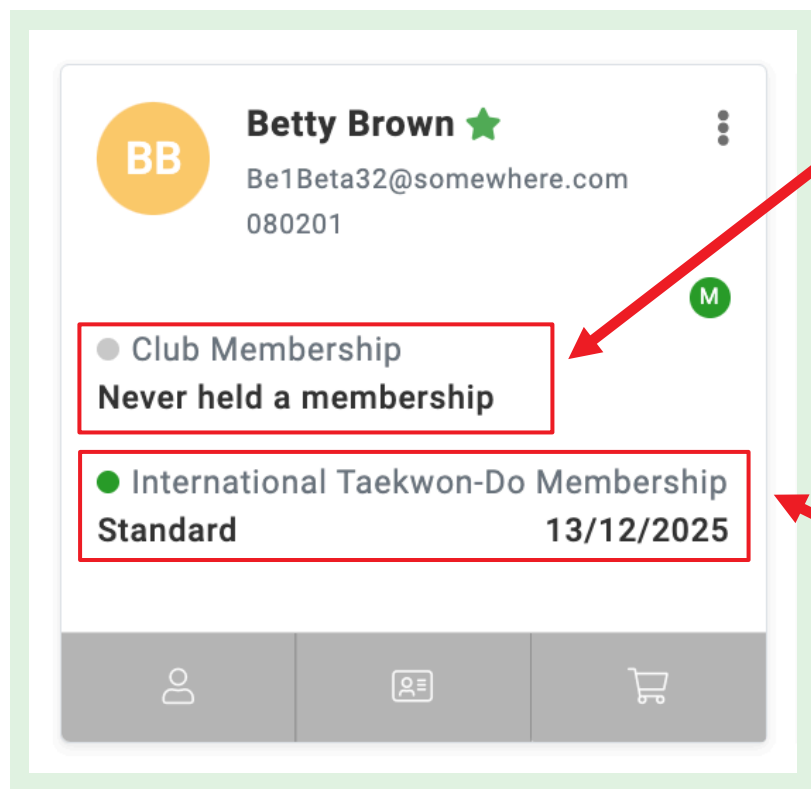 BB
Betty Brown
Be1Beta32@somewhere.com
080201
M
Club Membership
Never held a membership
International Taekwon-Do Membership
Standard 13/12/2025